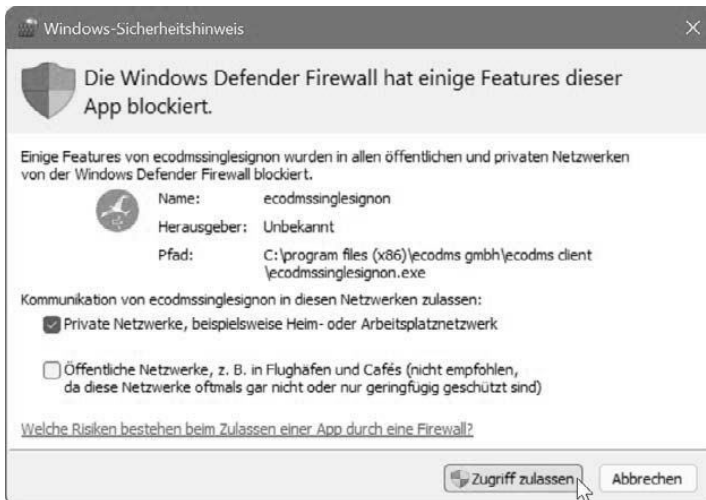 Windows-Sicherheitshinweis
Die Windows Defender Firewall hat einige Features dieser
App blockiert.
Einige Features von ecodmssinglesignon wurden in allen öffentlichen und privaten Netzwerken
von der Windows Defender Firewall blockiert.
Name: ecodmssinglesignon
Herausgeber: Unbekannt
Pfad: C:\program files (x86)\ecodms gmbh\ecodms client
\ecodmssinglesignon.exe
Kommunikation von ecodmssinglesignon in diesen Netzwerken zulassen:
Private Netzwerke, beispielsweise Heim- oder Arbeitsplatznetzwerk
Öffentliche Netzwerke, z. B. in Flughäfen und Cafés (nicht empfohlen,
da diese Netzwerke oftmals gar nicht oder nur geringfügig geschützt sind)
Welche Risiken bestehen beim Zulassen einer App durch eine Firewall?
Zugriff zulassen Abbrechen